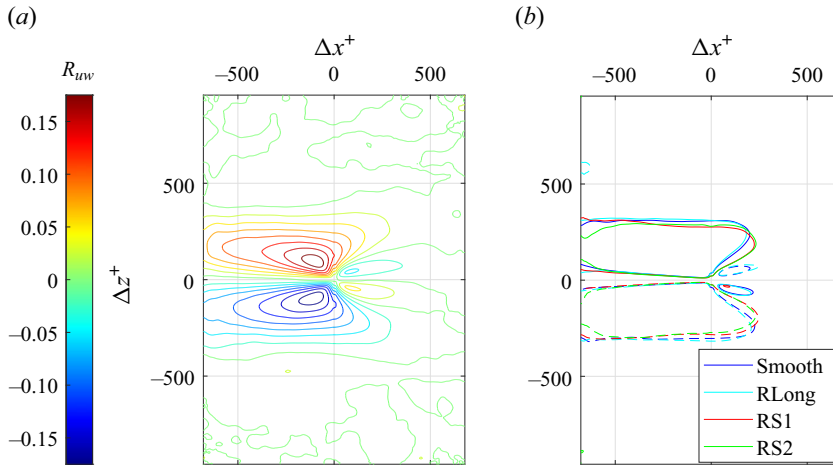 (a)
(b)
Δx⁺
Δx⁺
R_uw
–500 0 500
–500 0 500
0.15
0.10
0.05
0
–0.05
–0.10
–0.15
Δz⁺
500
0
–500
500
0
–500
Smooth
RLong
RS1
RS2